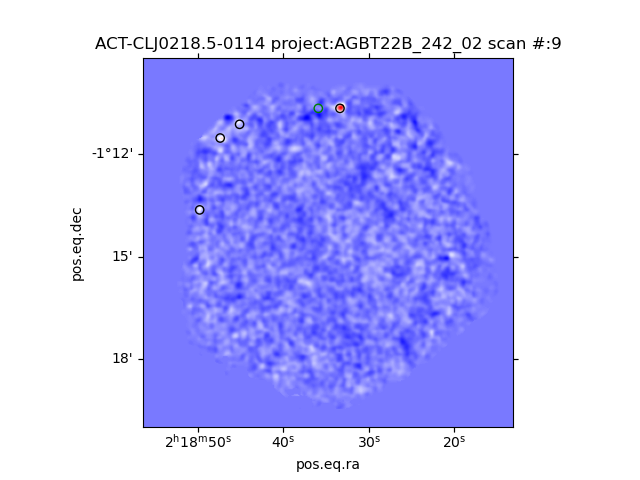 ACT-CLJ0218.5-0114 project:AGBT22B_242_02 scan #:9
-1°12'
15'
18'
pos.eq.dec
2ʰ18ᵐ50ˢ 40ˢ 30ˢ 20ˢ
pos.eq.ra